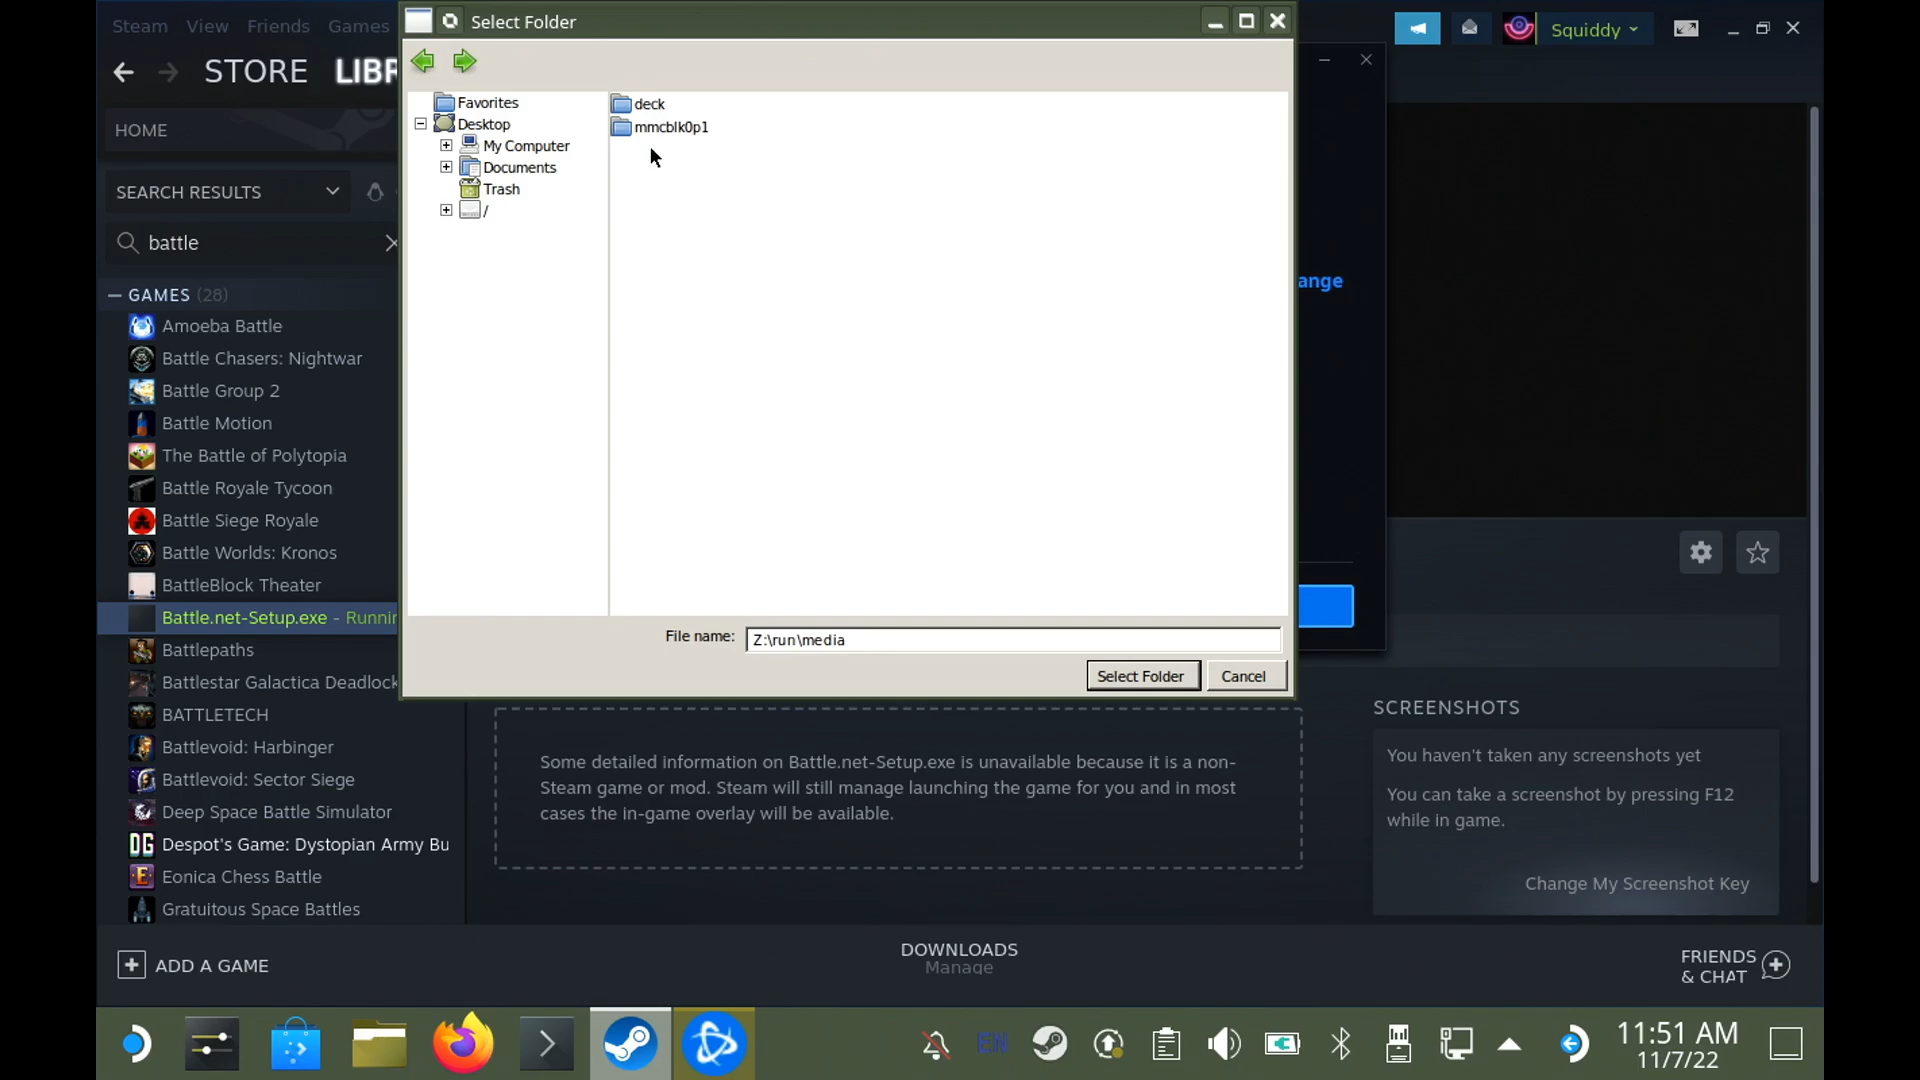 Steam View Friends Games
Select Folder
Squiddy
STORE
HOME
SEARCH RESULTS
battle
GAMES (28)
Amoeba Battle
Battle Chasers: Nightwar
Battle Group 2
Battle Motion
The Battle of Polytopia
Battle Royale Tycoon
Battle Siege Royale
Battle Worlds: Kronos
BattleBlock Theater
Battle.net-Setup.exe - Runnin
Battlepaths
Battlestar Galactica Deadlock
BATTLETECH
Battlevoid: Harbinger
Battlevoid: Sector Siege
Deep Space Battle Simulator
DG Despot's Game: Dystopian Army Bu
Eonica Chess Battle
Gratuitous Space Battles
Favorites
Desktop
My Computer
Documents
Trash
/
deck
mmcblk0p1
File name: Z:\run\media
Select Folder Cancel
ange
Some detailed information on Battle.net-Setup.exe is unavailable because it is a non-
Steam game or mod. Steam will still manage launching the game for you and in most
cases the in-game overlay will be available.
SCREENSHOTS
You haven't taken any screenshots yet
You can take a screenshot by pressing F12
while in game.
Change My Screenshot Key
ADD A GAME
DOWNLOADS
Manage
FRIENDS
& CHAT
EN
11:51 AM
11/7/22